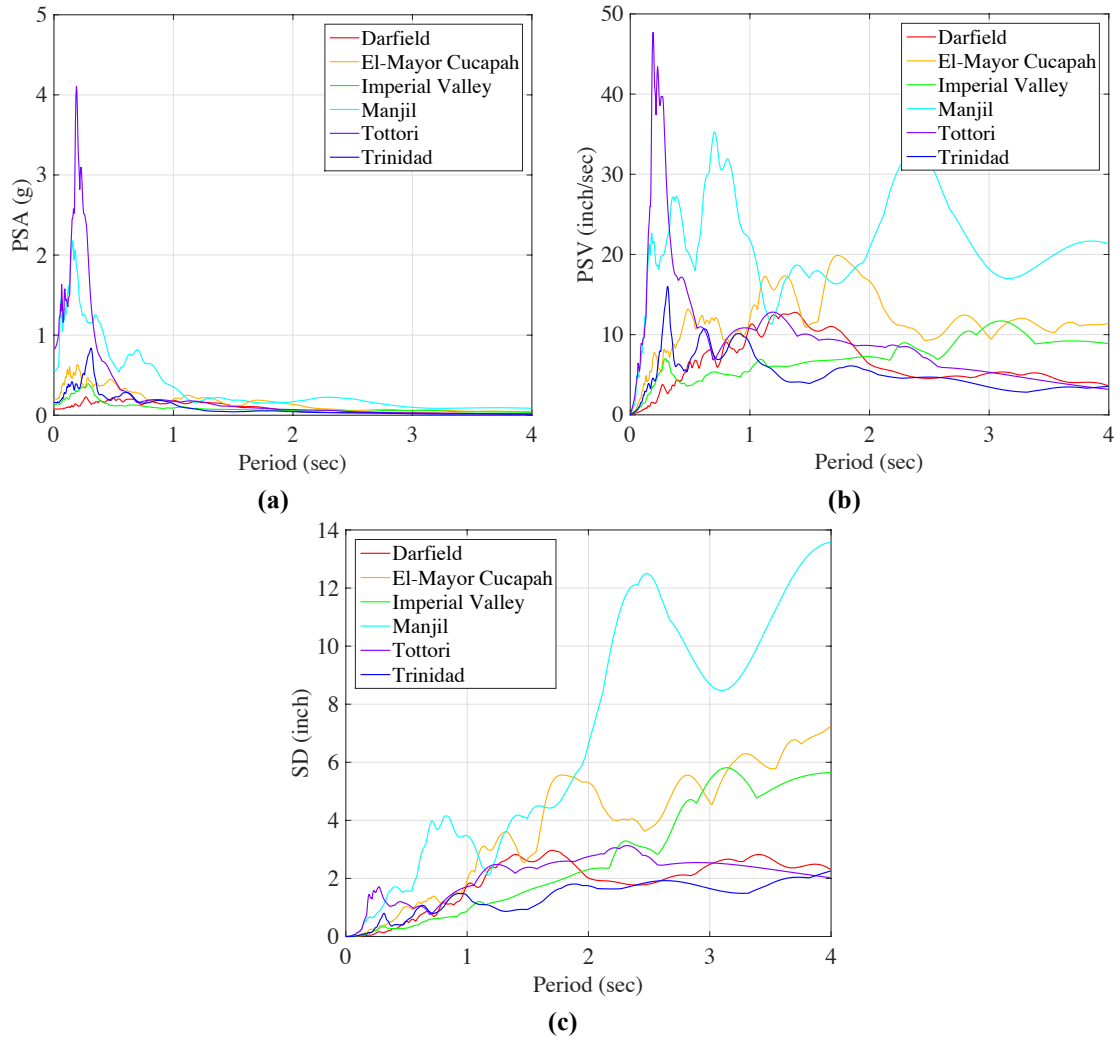 5
4
3
2
1
0
PSA (g)
0 1 2 3 4
Period (sec)
Darfield
El-Mayor Cucapah
Imperial Valley
Manjil
Tottori
Trinidad
(a)
50
40
30
20
10
0
PSV (inch/sec)
0 1 2 3 4
Period (sec)
Darfield
El-Mayor Cucapah
Imperial Valley
Manjil
Tottori
Trinidad
(b)
14
12
10
8
6
4
2
0
SD (inch)
0 1 2 3 4
Period (sec)
Darfield
El-Mayor Cucapah
Imperial Valley
Manjil
Tottori
Trinidad
(c)